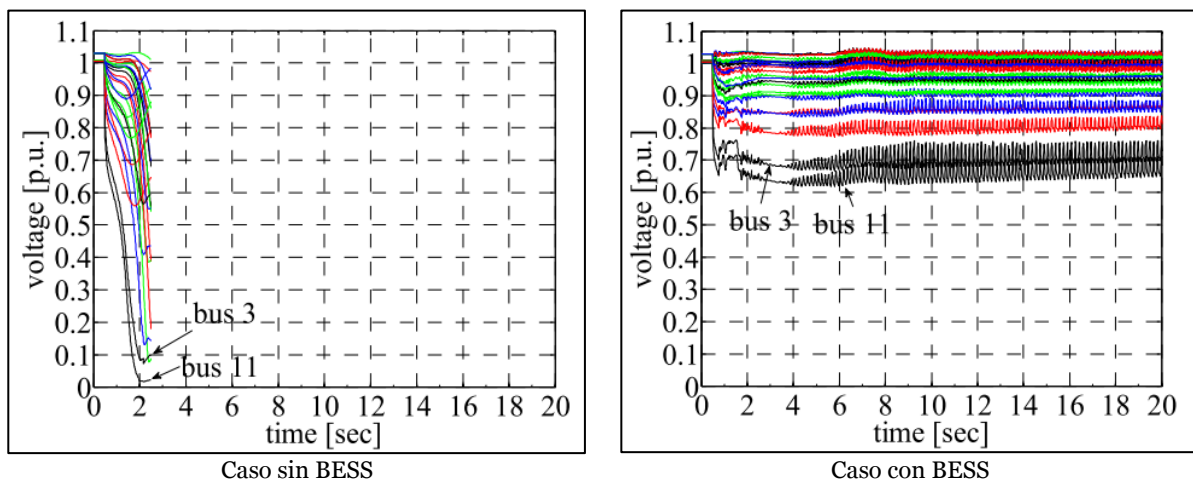 1.1
1
0.9
0.8
0.7
0.6
0.5
0.4
0.3
0.2
0.1
0
voltage [p.u.]
bus 3
bus 11
0 2 4 6 8 10 12 14 16 18 20
time [sec]
Caso sin BESS
1.1
1
0.9
0.8
0.7
0.6
0.5
0.4
0.3
0.2
0.1
0
voltage [p.u.]
bus 3
bus 11
0 2 4 6 8 10 12 14 16 18 20
time [sec]
Caso con BESS